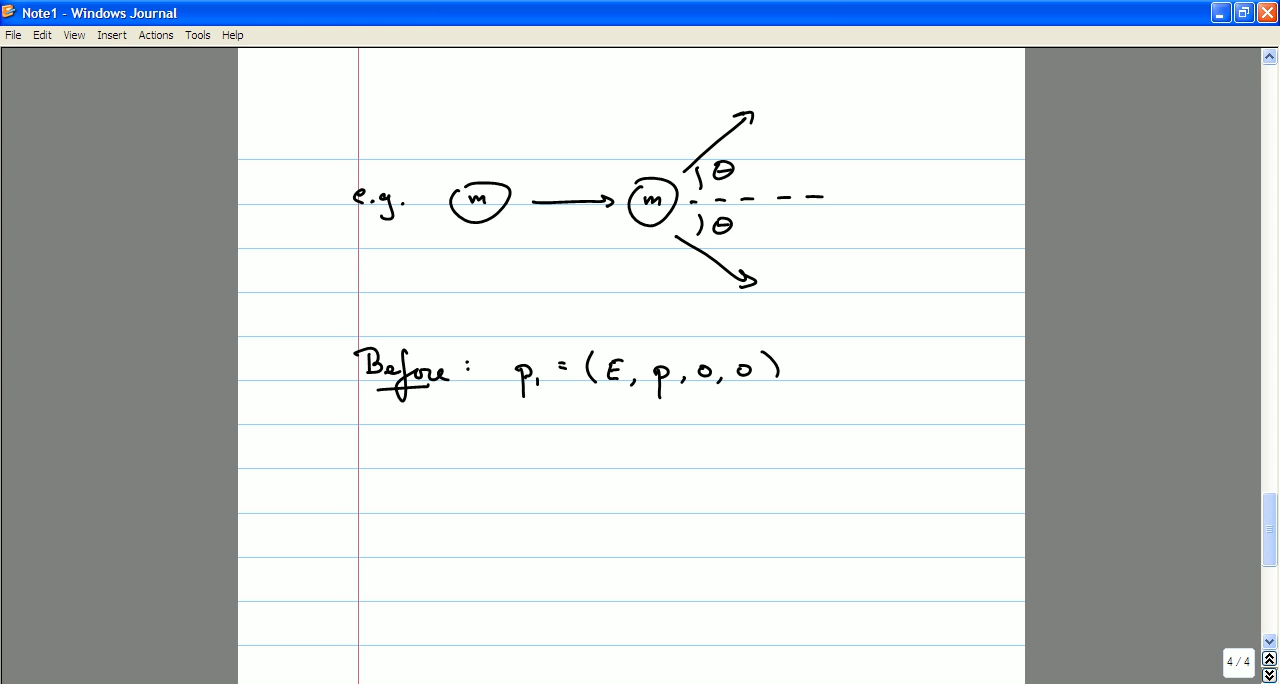 Note1 - Windows Journal
File Edit View Insert Actions Tools Help
θ
e.g. m m
θ
Before: p₁ = (E, p, 0, 0)
4 / 4